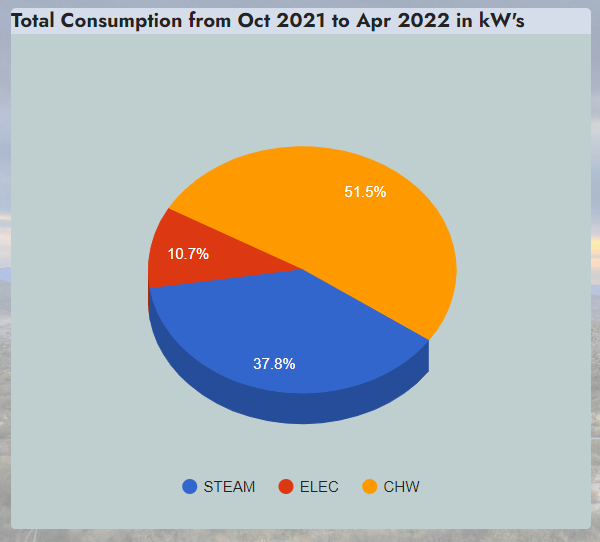 Total Consumption from Oct 2021 to Apr 2022 in kW's
51.5%
10.7%
37.8%
STEAM ELEC CHW